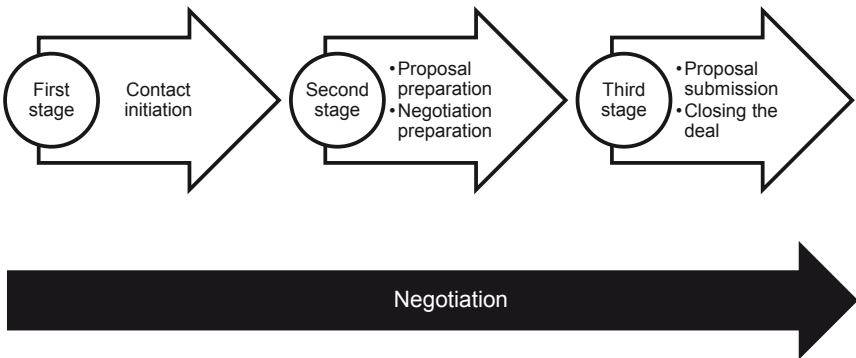 First
stage
Contact
initiation
Second
stage
•Proposal
preparation
•Negotiation
preparation
Third
stage
•Proposal
submission
•Closing the
deal
Negotiation